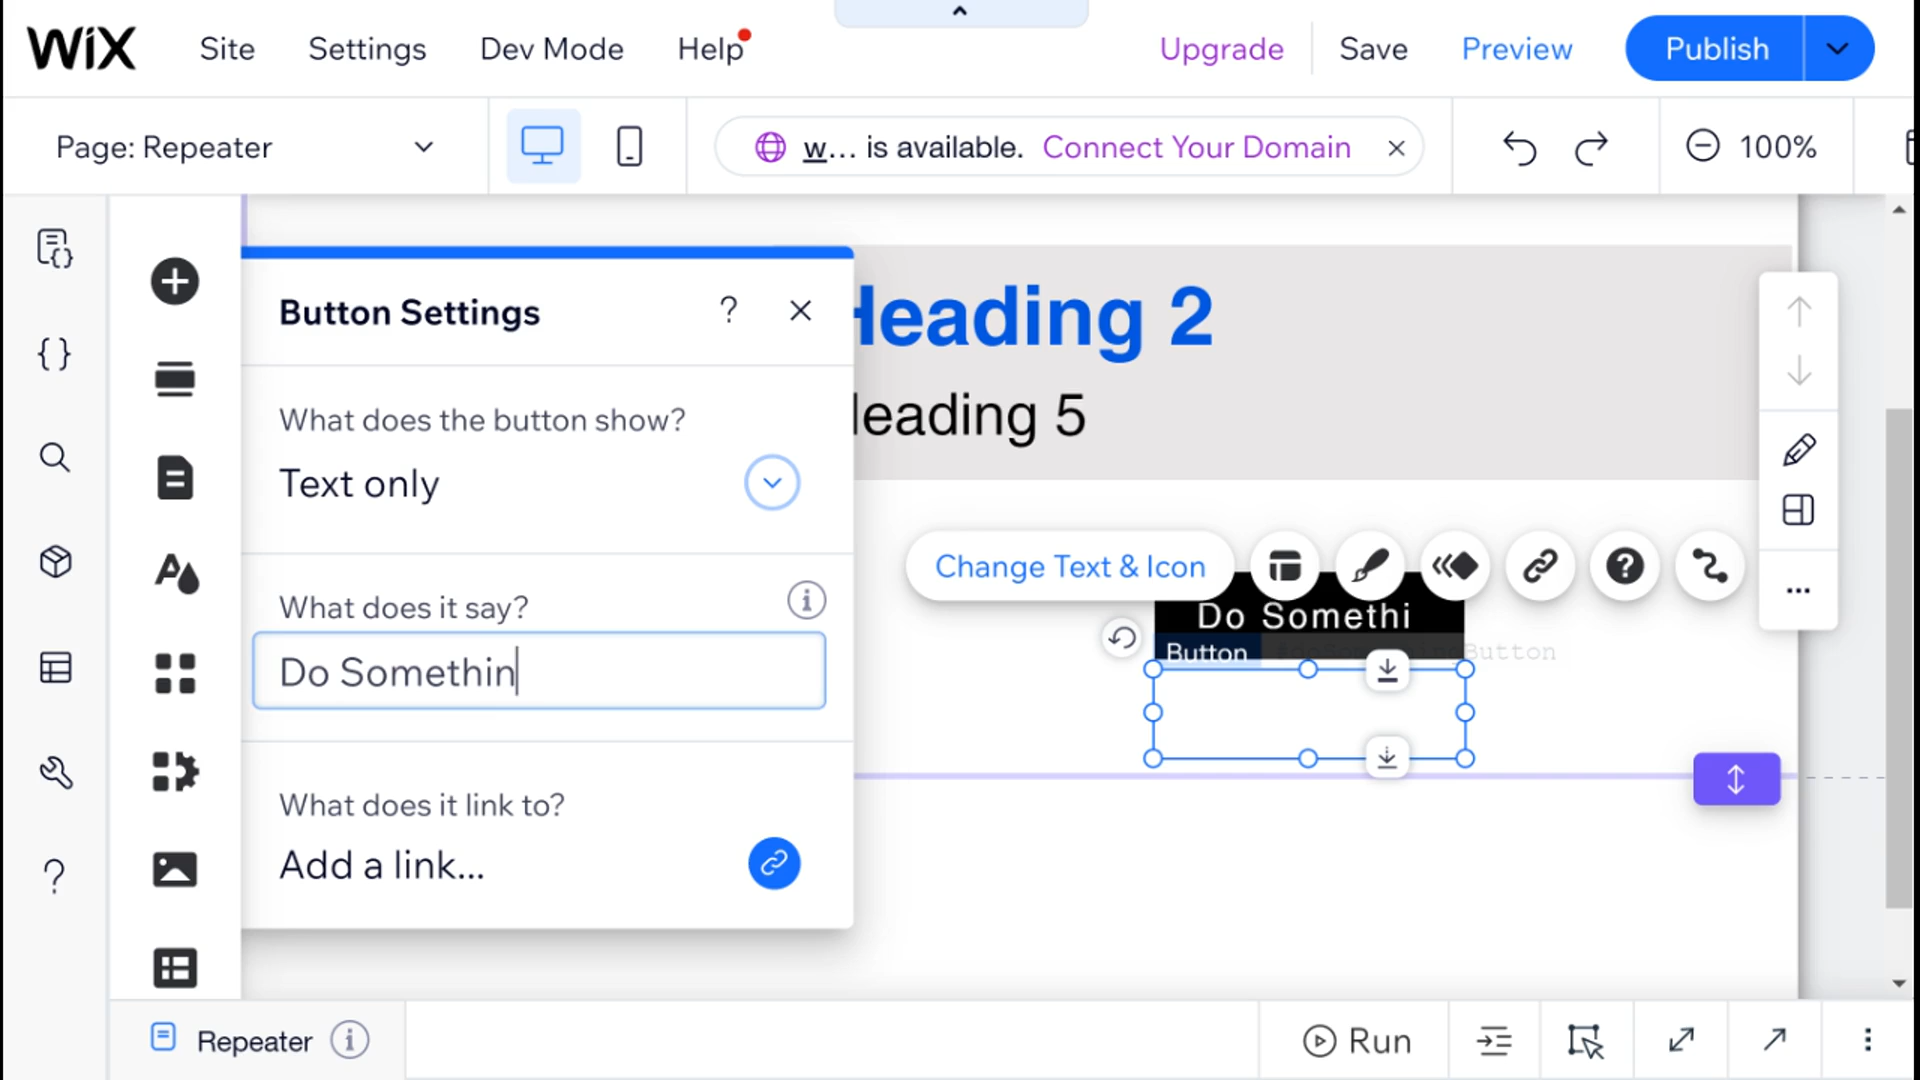 WiX Site Settings Dev Mode Help Upgrade Save Preview Publish
Page: Repeater w... is available. Connect Your Domain 100%
Button Settings ?
Heading 2
What does the button show?
Text only
Heading 5
Change Text & Icon
What does it say?
Do Somethi
Do Somethin
Button
What does it link to?
Add a link...
Repeater Run